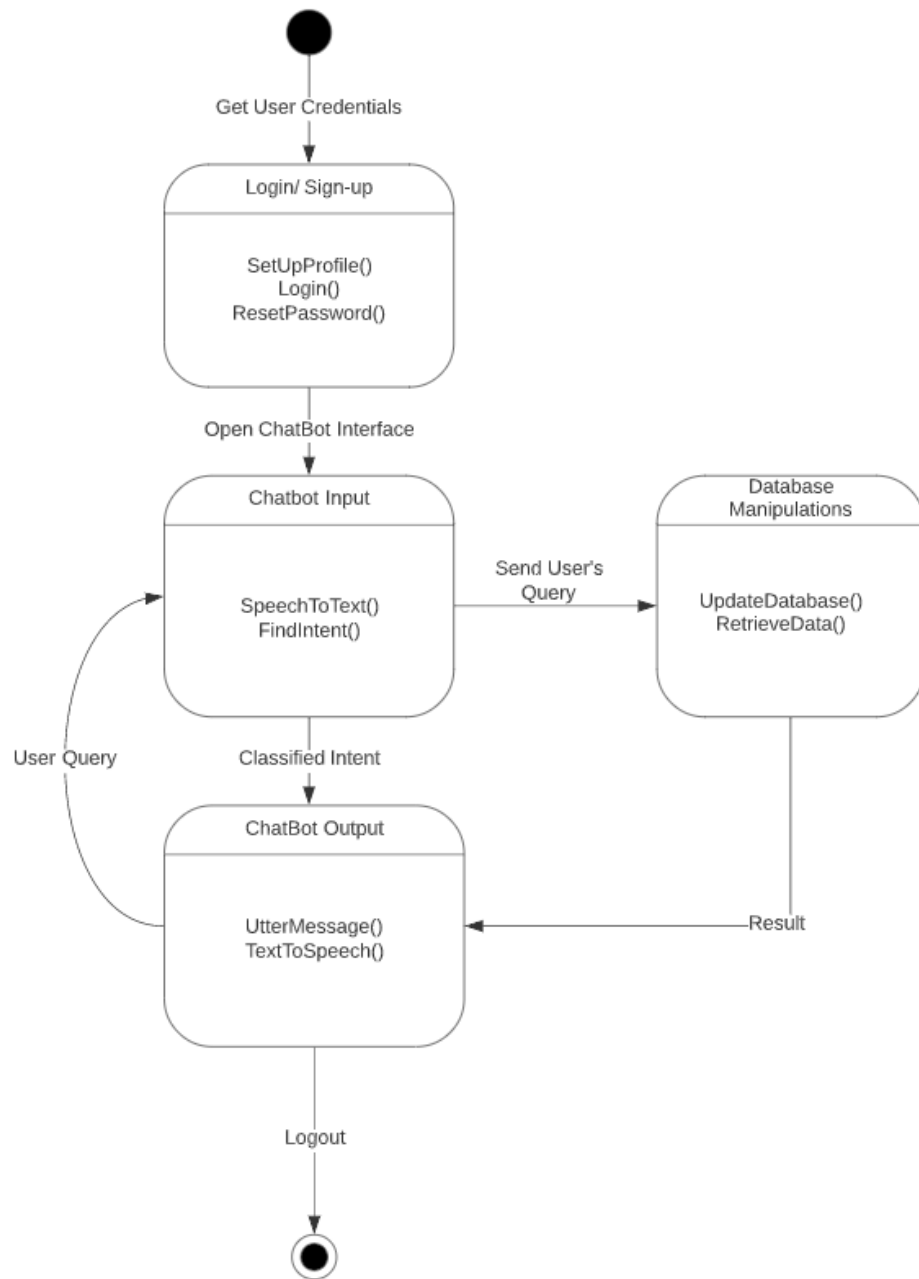 Get User Credentials
Login/ Sign-up
SetUpProfile()
Login()
ResetPassword()
Open ChatBot Interface
Chatbot Input
SpeechToText()
FindIntent()
Send User's
Query
Database
Manipulations
UpdateDatabase()
RetrieveData()
User Query
Classified Intent
ChatBot Output
UtterMessage()
TextToSpeech()
Result
Logout